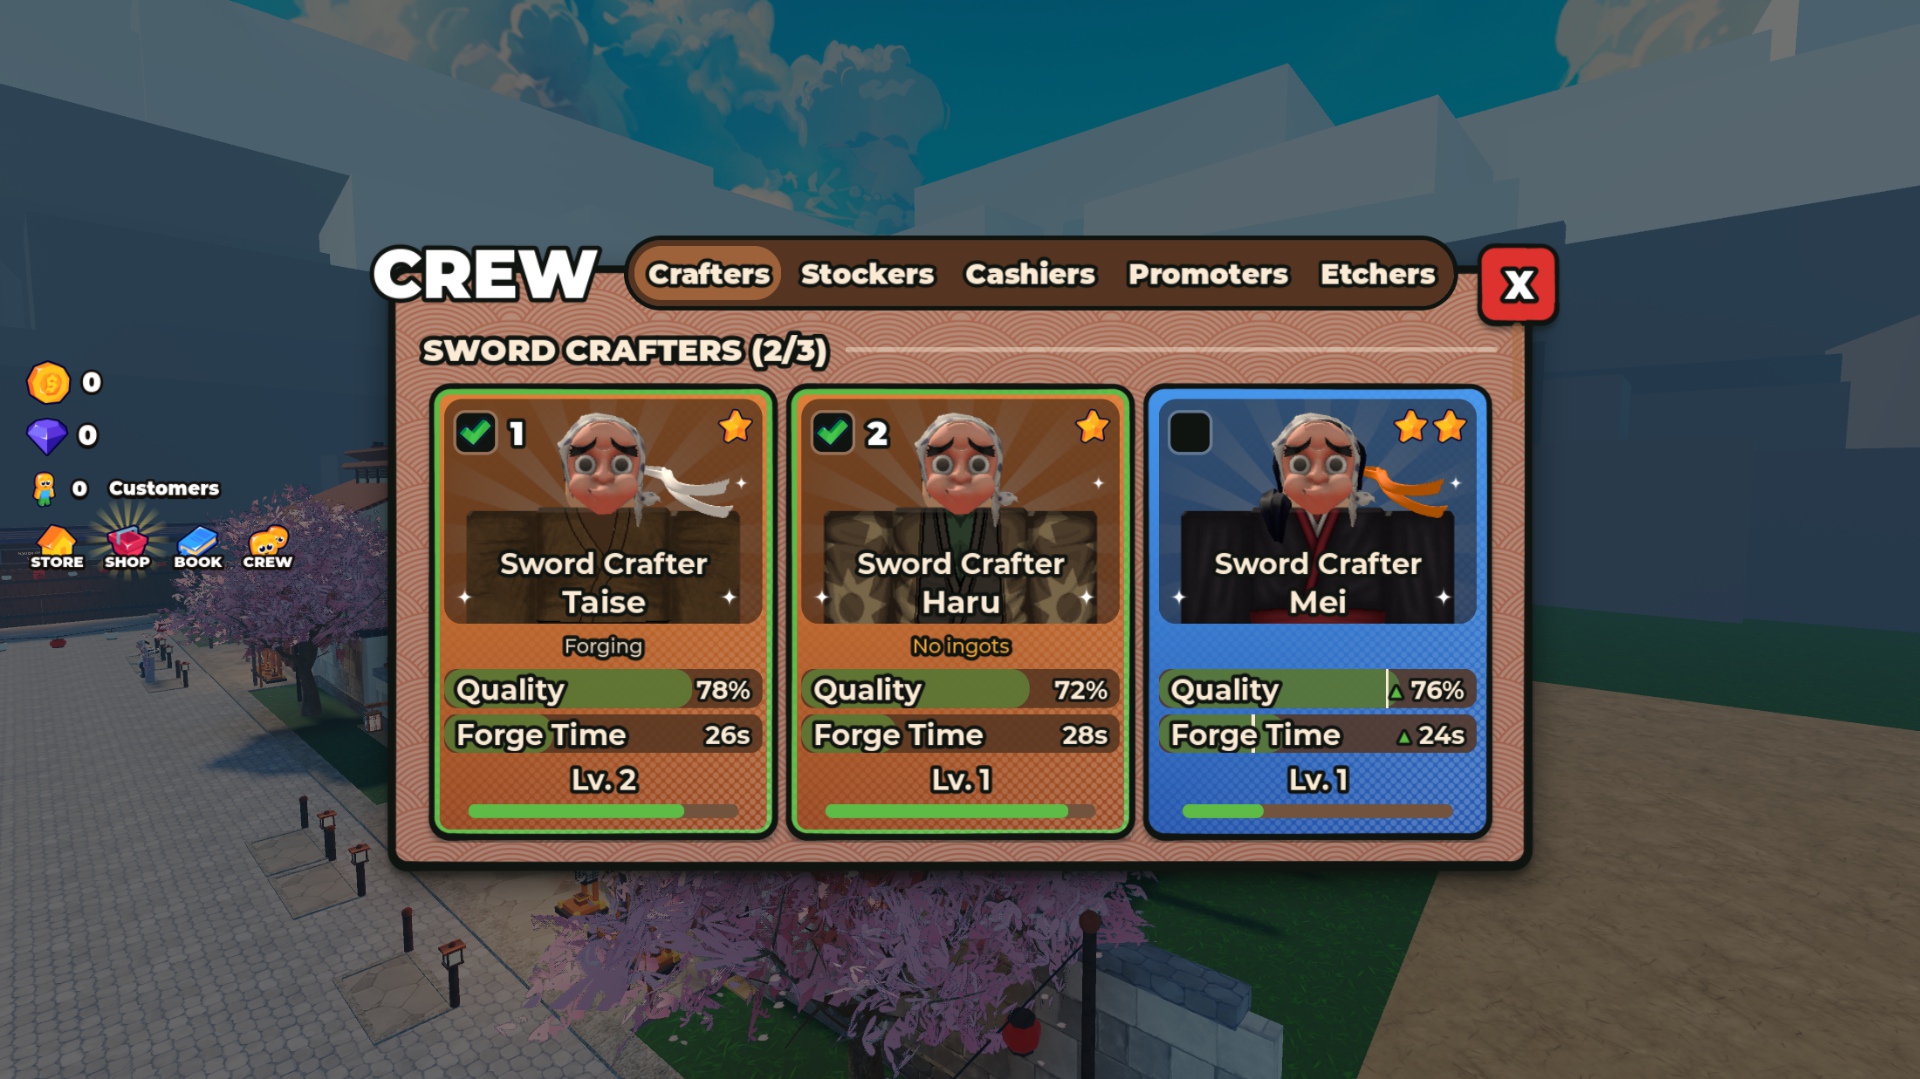 CREW
Crafters
Stockers
Cashiers
Promoters
Etchers
X
SWORD CRAFTERS (2/3)
0
0
0 Customers
STORE
SHOP
BOOK
CREW
1
Sword Crafter
Taise
Forging
Quality 78%
Forge Time 26s
Lv. 2
2
Sword Crafter
Haru
No ingots
Quality 72%
Forge Time 28s
Lv. 1
Sword Crafter
Mei
Quality 76%
Forge Time 24s
Lv. 1